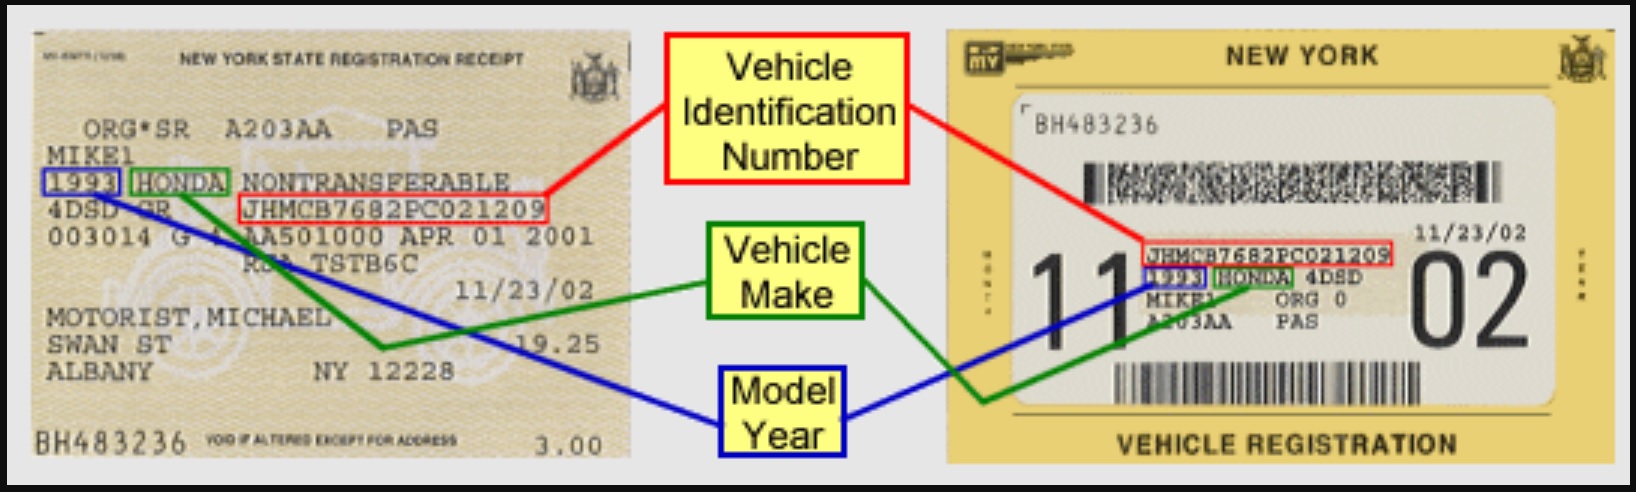 NEW YORK STATE REGISTRATION RECEIPT
ORG*SR A203AA PAS
MIKE1
1993 HONDA NONTRANSFERABLE
4DSD GR JHMCB7682PC021209
003014 G 4 AA501000 APR 01 2001
TSTB6C
11/23/02
MOTORIST,MICHAEL
SWAN ST 19.25
ALBANY NY 12228
BH483236 VOID IF ALTERED EXCEPT FOR ADDRESS 3.00
Vehicle
Identification
Number
Vehicle
Make
Model
Year
NEW YORK
BH483236
11/23/02
JHMCB7682PC021209
1993 HONDA 4DSD
MIKE1 ORG 0
A203AA PAS
11 02
VEHICLE REGISTRATION